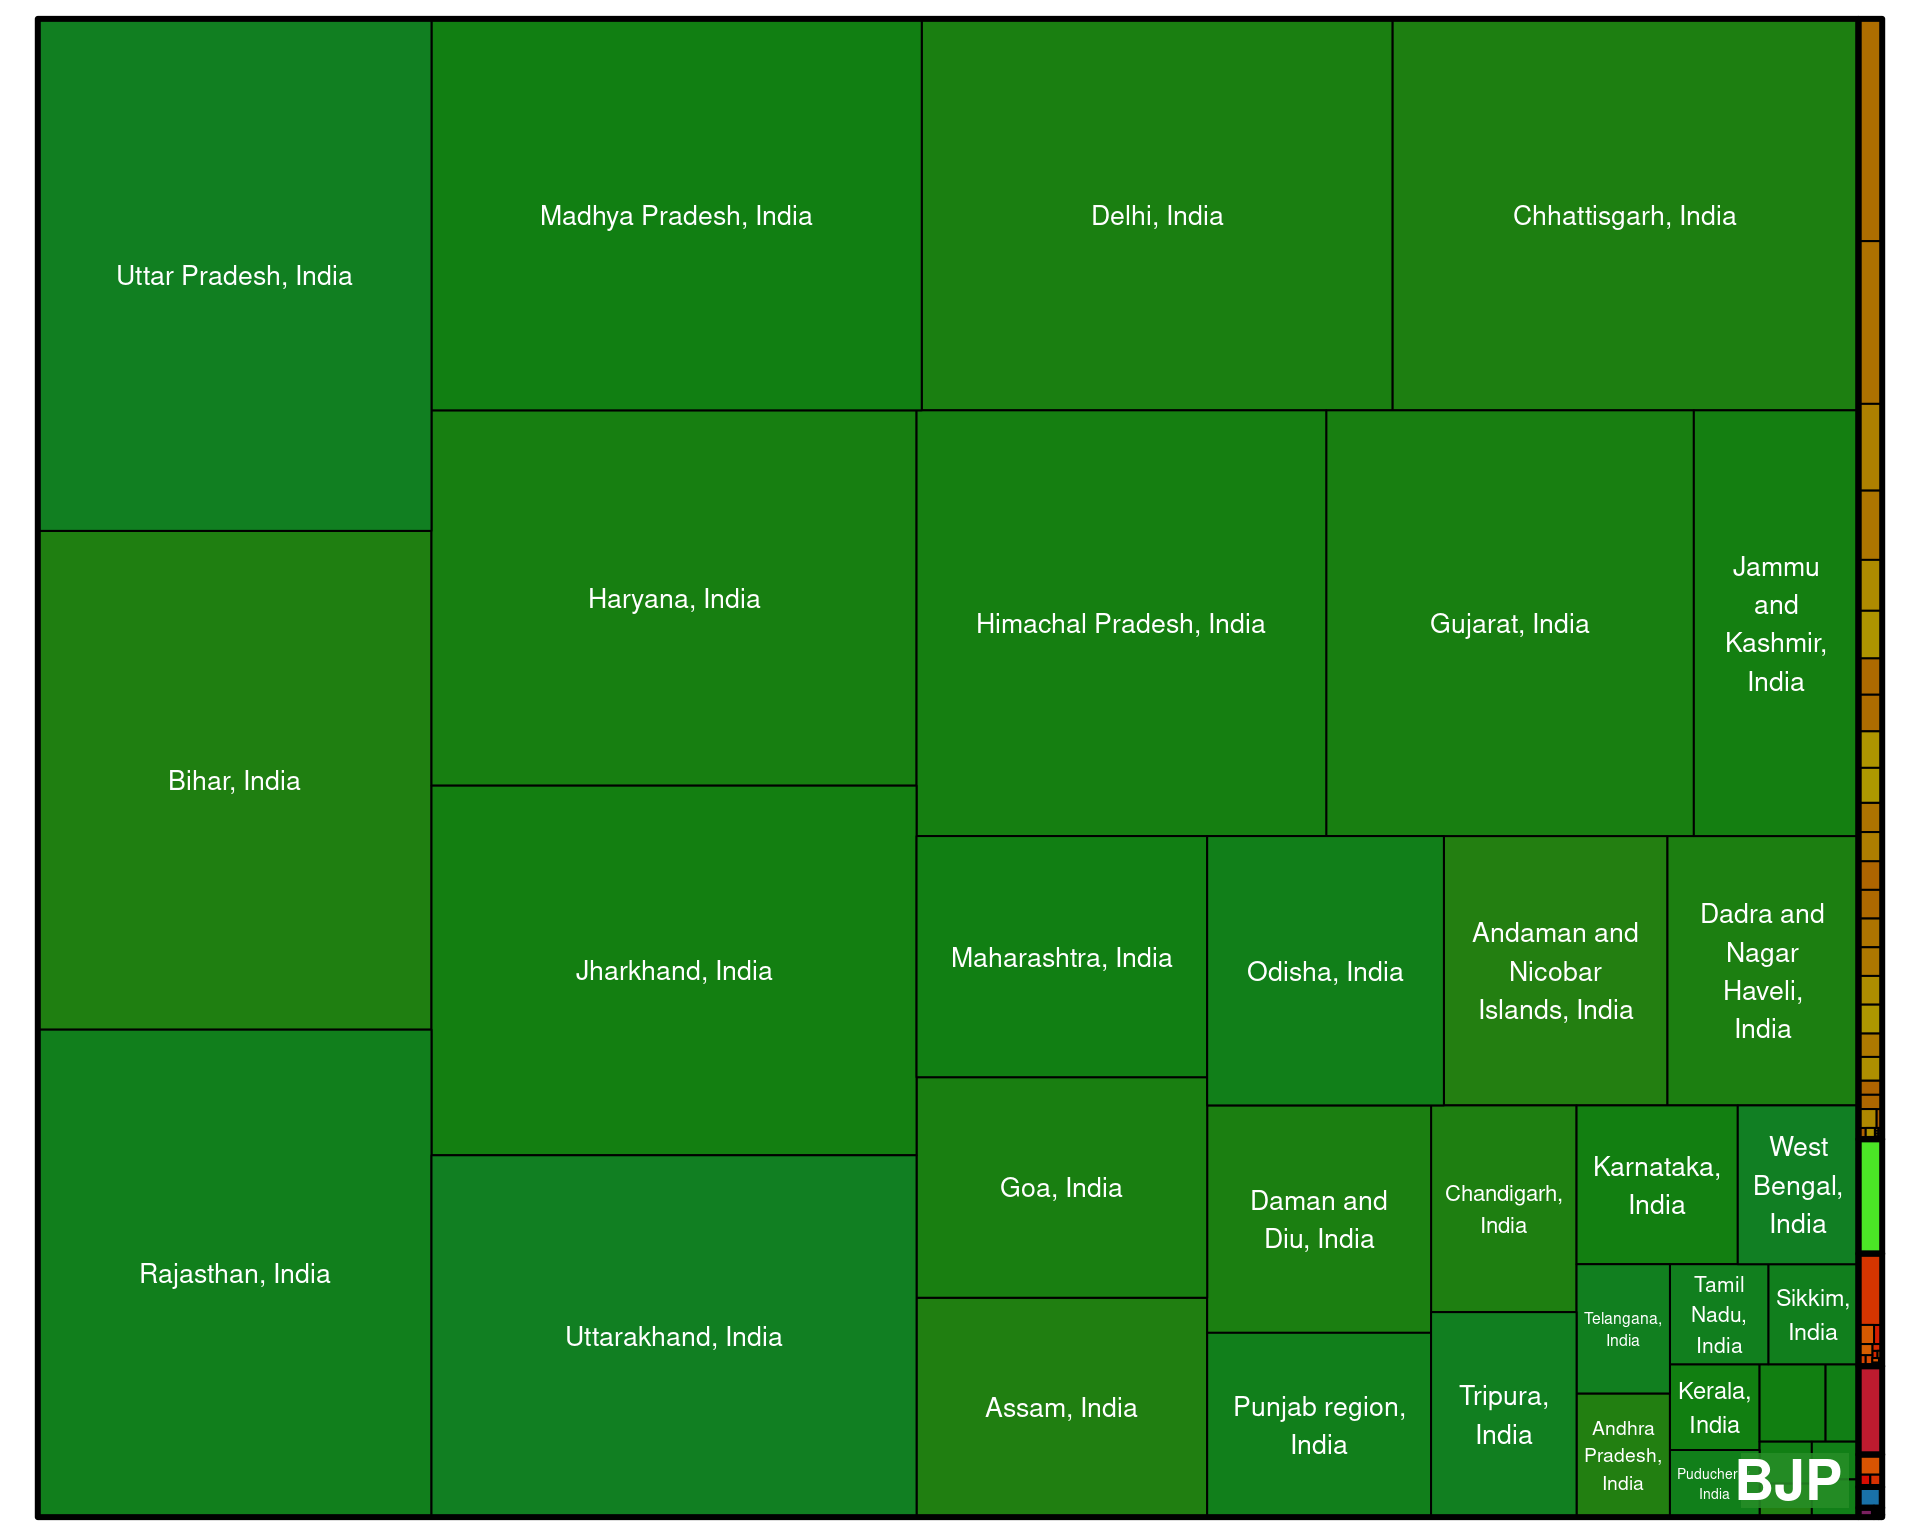 Uttar Pradesh, India
Madhya Pradesh, India
Delhi, India
Chhattisgarh, India
Bihar, India
Haryana, India
Himachal Pradesh, India
Gujarat, India
Jammu
and
Kashmir,
India
Jharkhand, India
Maharashtra, India
Odisha, India
Andaman and
Nicobar
Islands, India
Dadra and
Nagar
Haveli,
India
Rajasthan, India
Uttarakhand, India
Goa, India
Assam, India
Daman and
Diu, India
Punjab region,
India
Chandigarh,
India
Tripura,
India
Karnataka,
India
West
Bengal,
India
Telangana,
India
Tamil
Nadu,
India
Sikkim,
India
Andhra
Pradesh,
India
Kerala,
India
Puducher
India
BJP